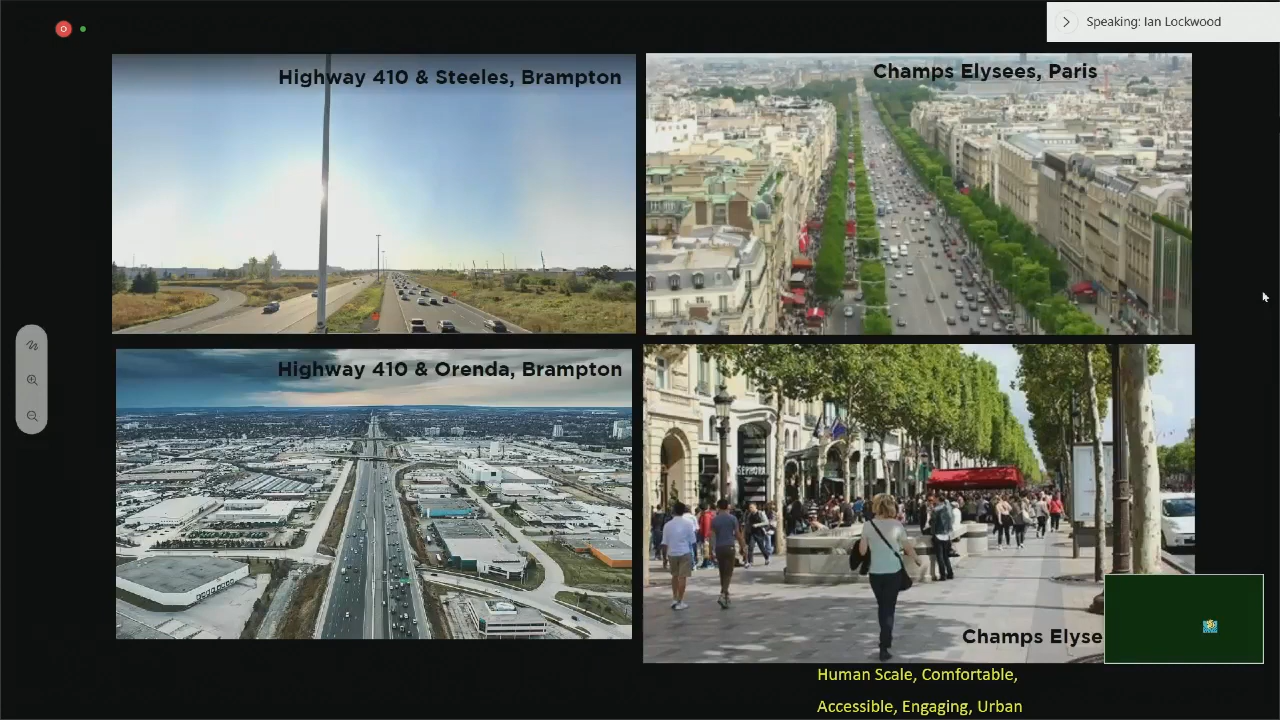 Speaking: Ian Lockwood
Highway 410 & Steeles, Brampton
Champs Elysees, Paris
Highway 410 & Orenda, Brampton
SEPHORA
Champs Elyse
Human Scale, Comfortable,
Accessible, Engaging, Urban